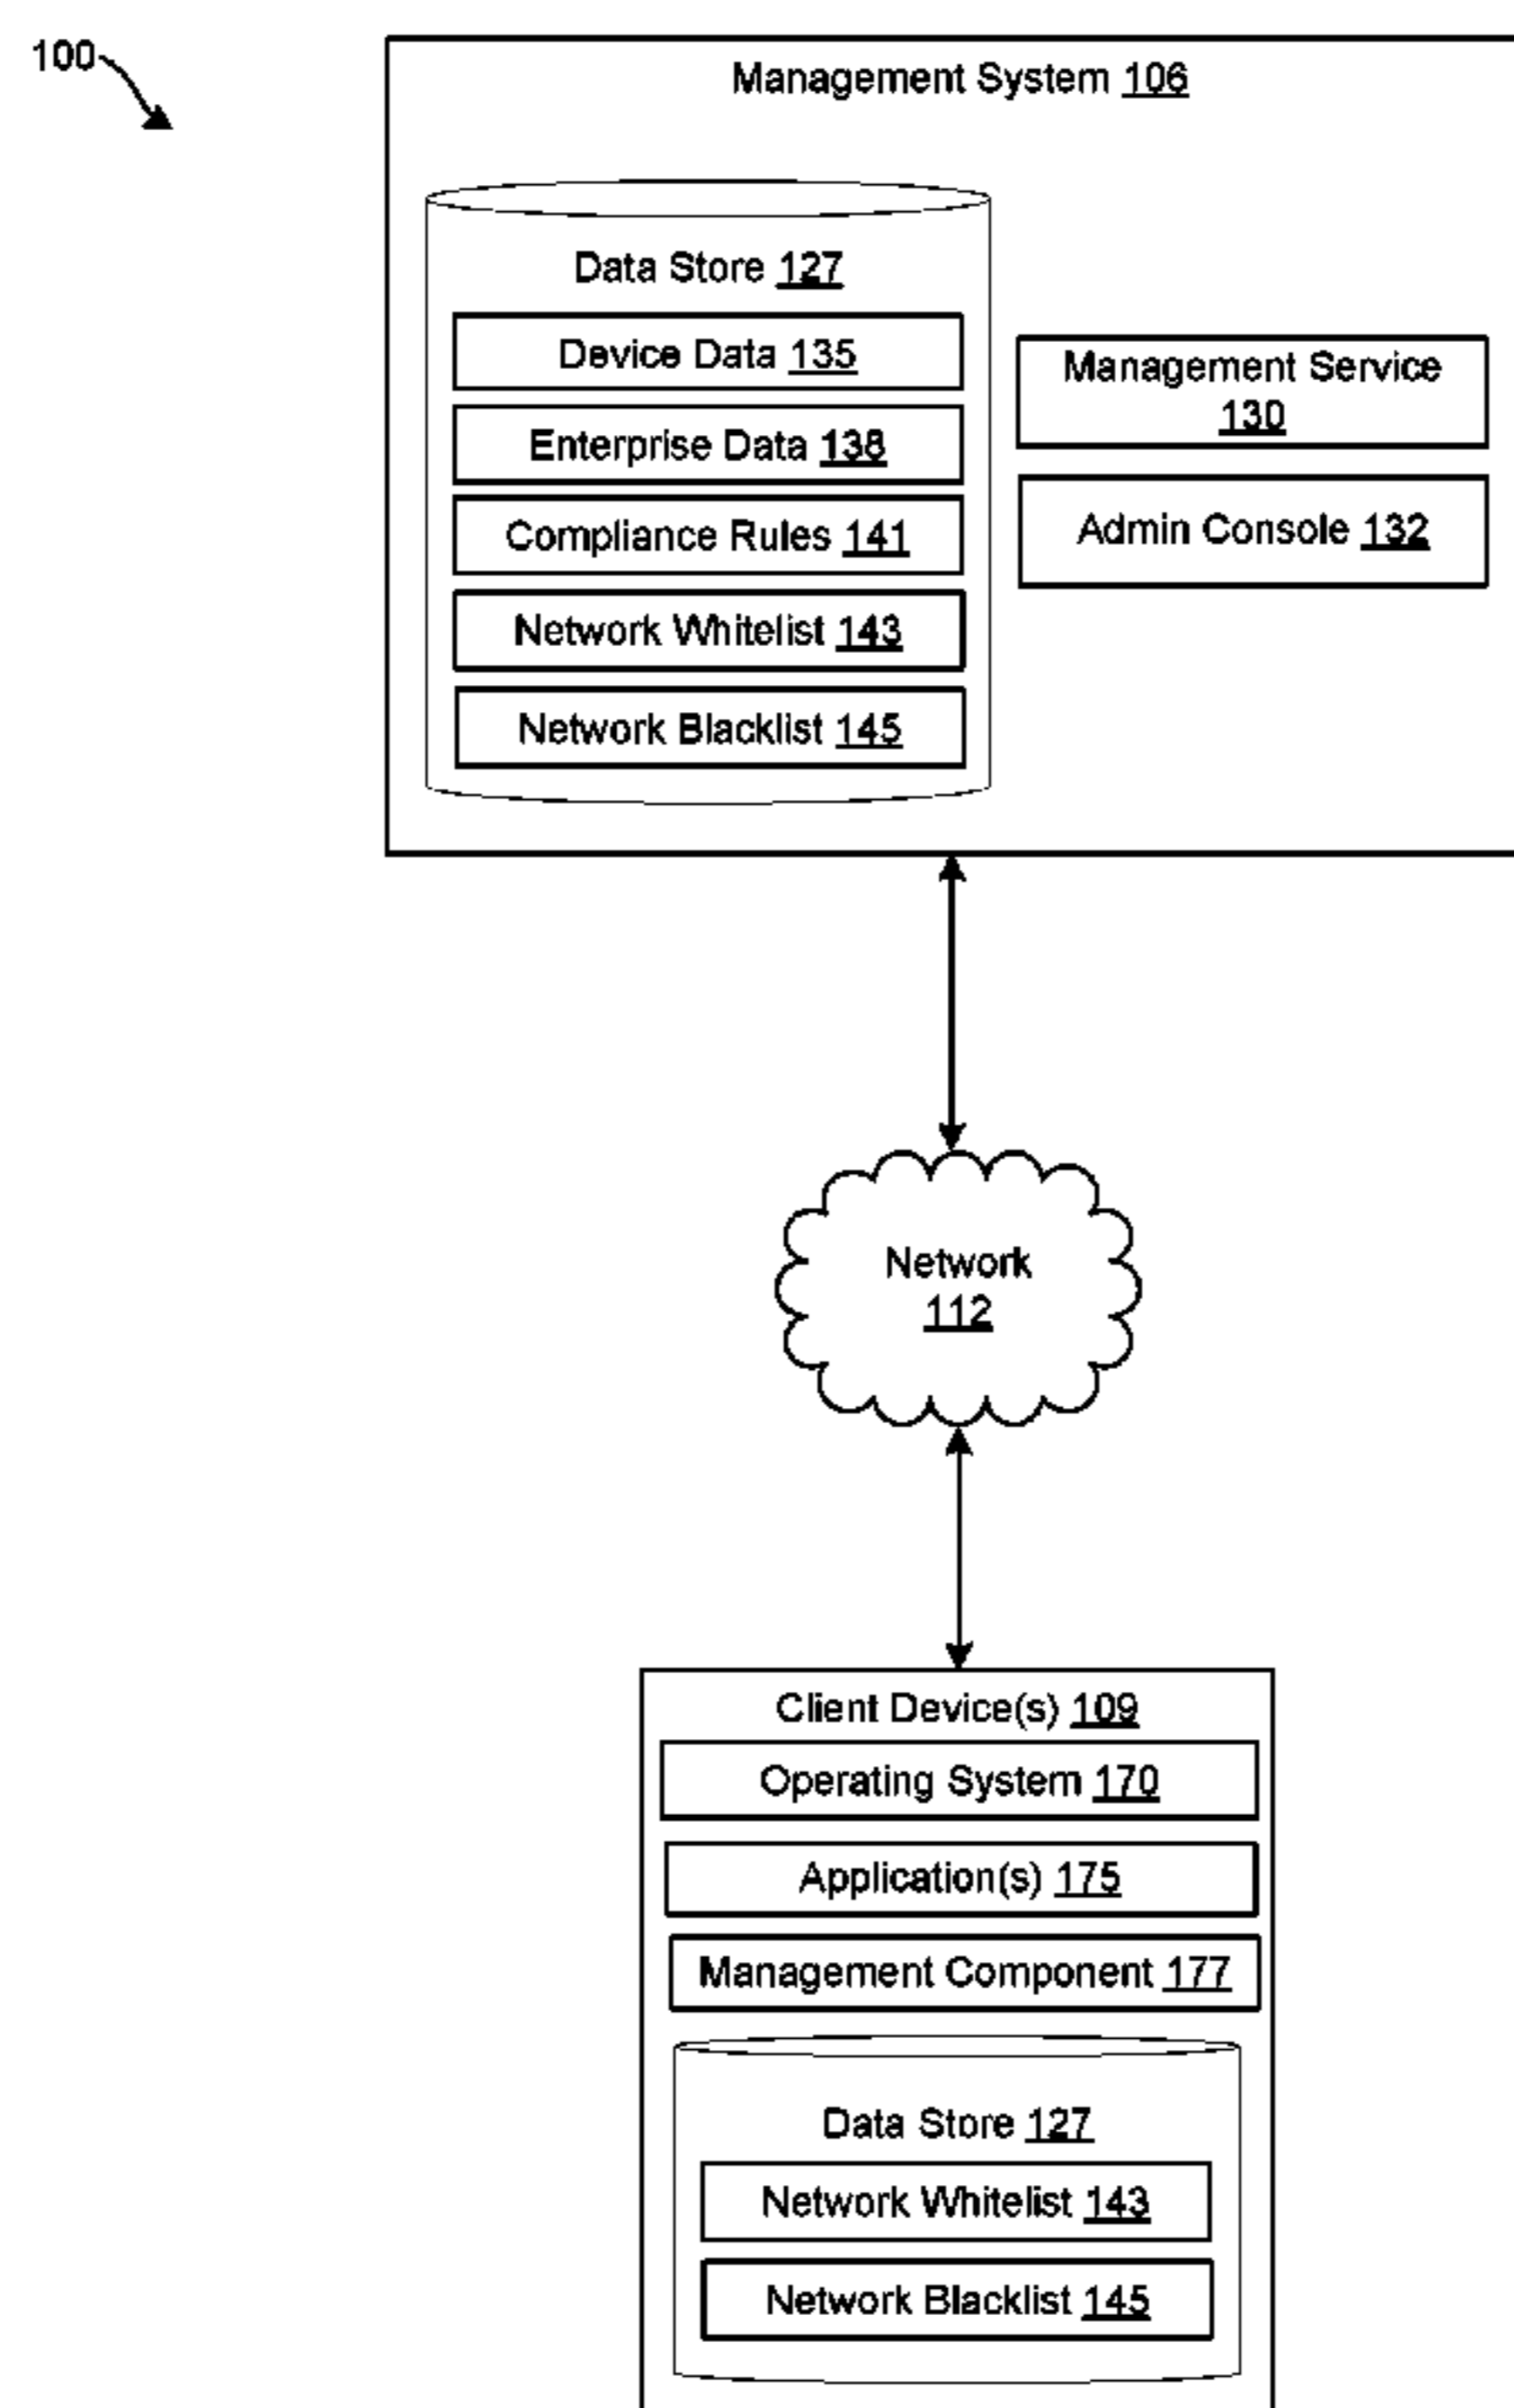 100
Management System 106
Data Store 127
Device Data 135
Enterprise Data 138
Compliance Rules 141
Network Whitelist 143
Network Blacklist 145
Management Service
130
Admin Console 132
Network
112
Client Device(s) 109
Operating System 170
Application(s) 175
Management Component 177
Data Store 127
Network Whitelist 143
Network Blacklist 145